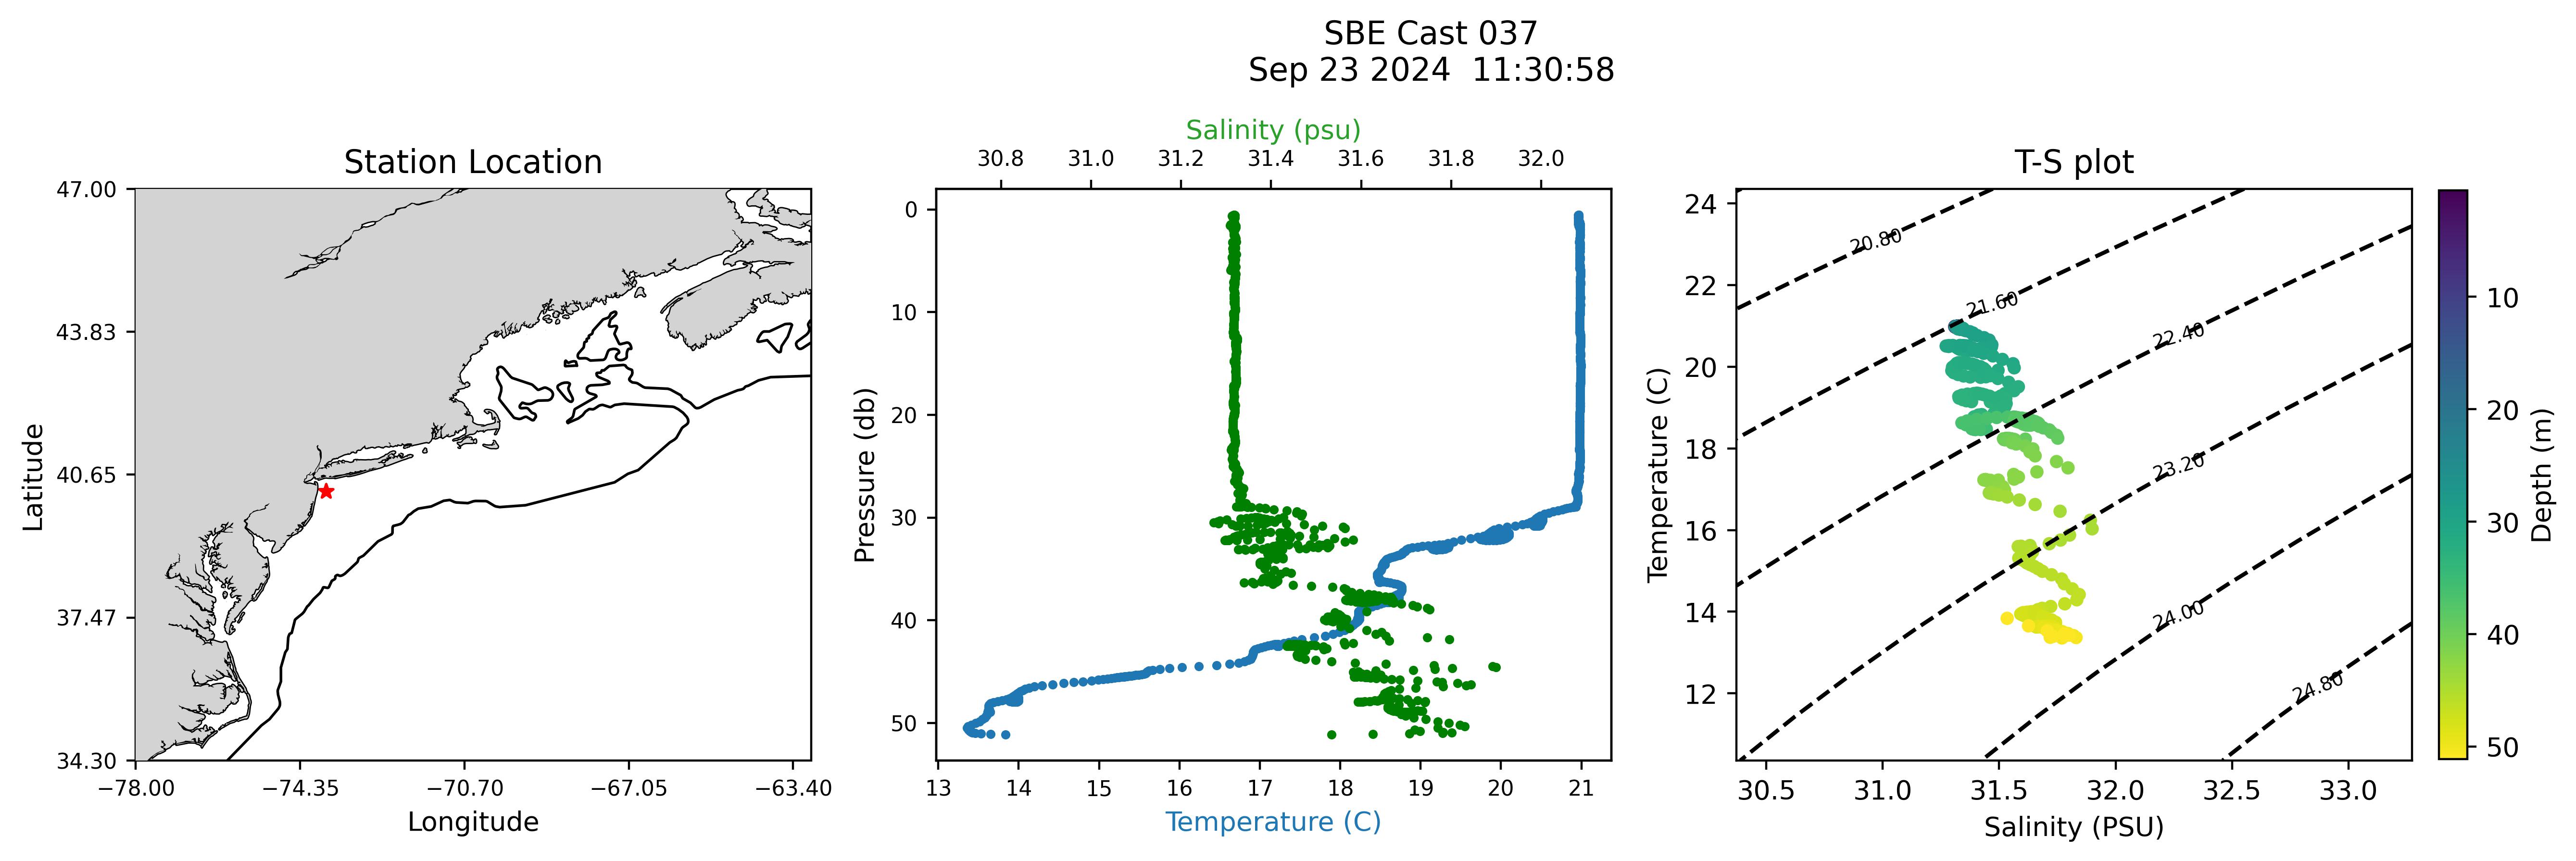 SBE Cast 037
Sep 23 2024  11:30:58
Station Location
47.00
43.83
40.65
37.47
34.30
Latitude
−78.00 −74.35 −70.70 −67.05 −63.40
Longitude
Salinity (psu)
30.8 31.0 31.2 31.4 31.6 31.8 32.0
0
10
20
30
40
50
Pressure (db)
13 14 15 16 17 18 19 20 21
Temperature (C)
T-S plot
24
22
20
18
16
14
12
Temperature (C)
20.80
21.60
22.40
23.20
24.00
24.80
30.5 31.0 31.5 32.0 32.5 33.0
Salinity (PSU)
10
20
30
40
50
Depth (m)